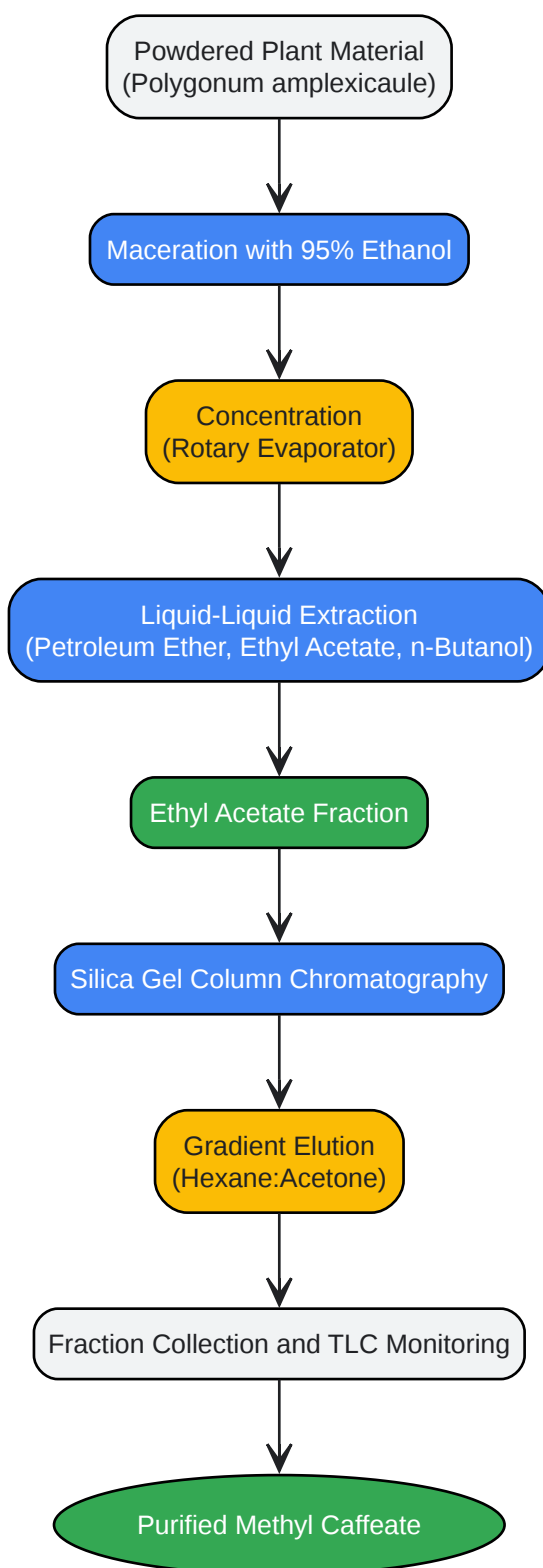 Powdered Plant Material
(Polygonum amplexicaule)
Maceration with 95% Ethanol
Concentration
(Rotary Evaporator)
Liquid-Liquid Extraction
(Petroleum Ether, Ethyl Acetate, n-Butanol)
Ethyl Acetate Fraction
Silica Gel Column Chromatography
Gradient Elution
(Hexane:Acetone)
Fraction Collection and TLC Monitoring
Purified Methyl Caffeate